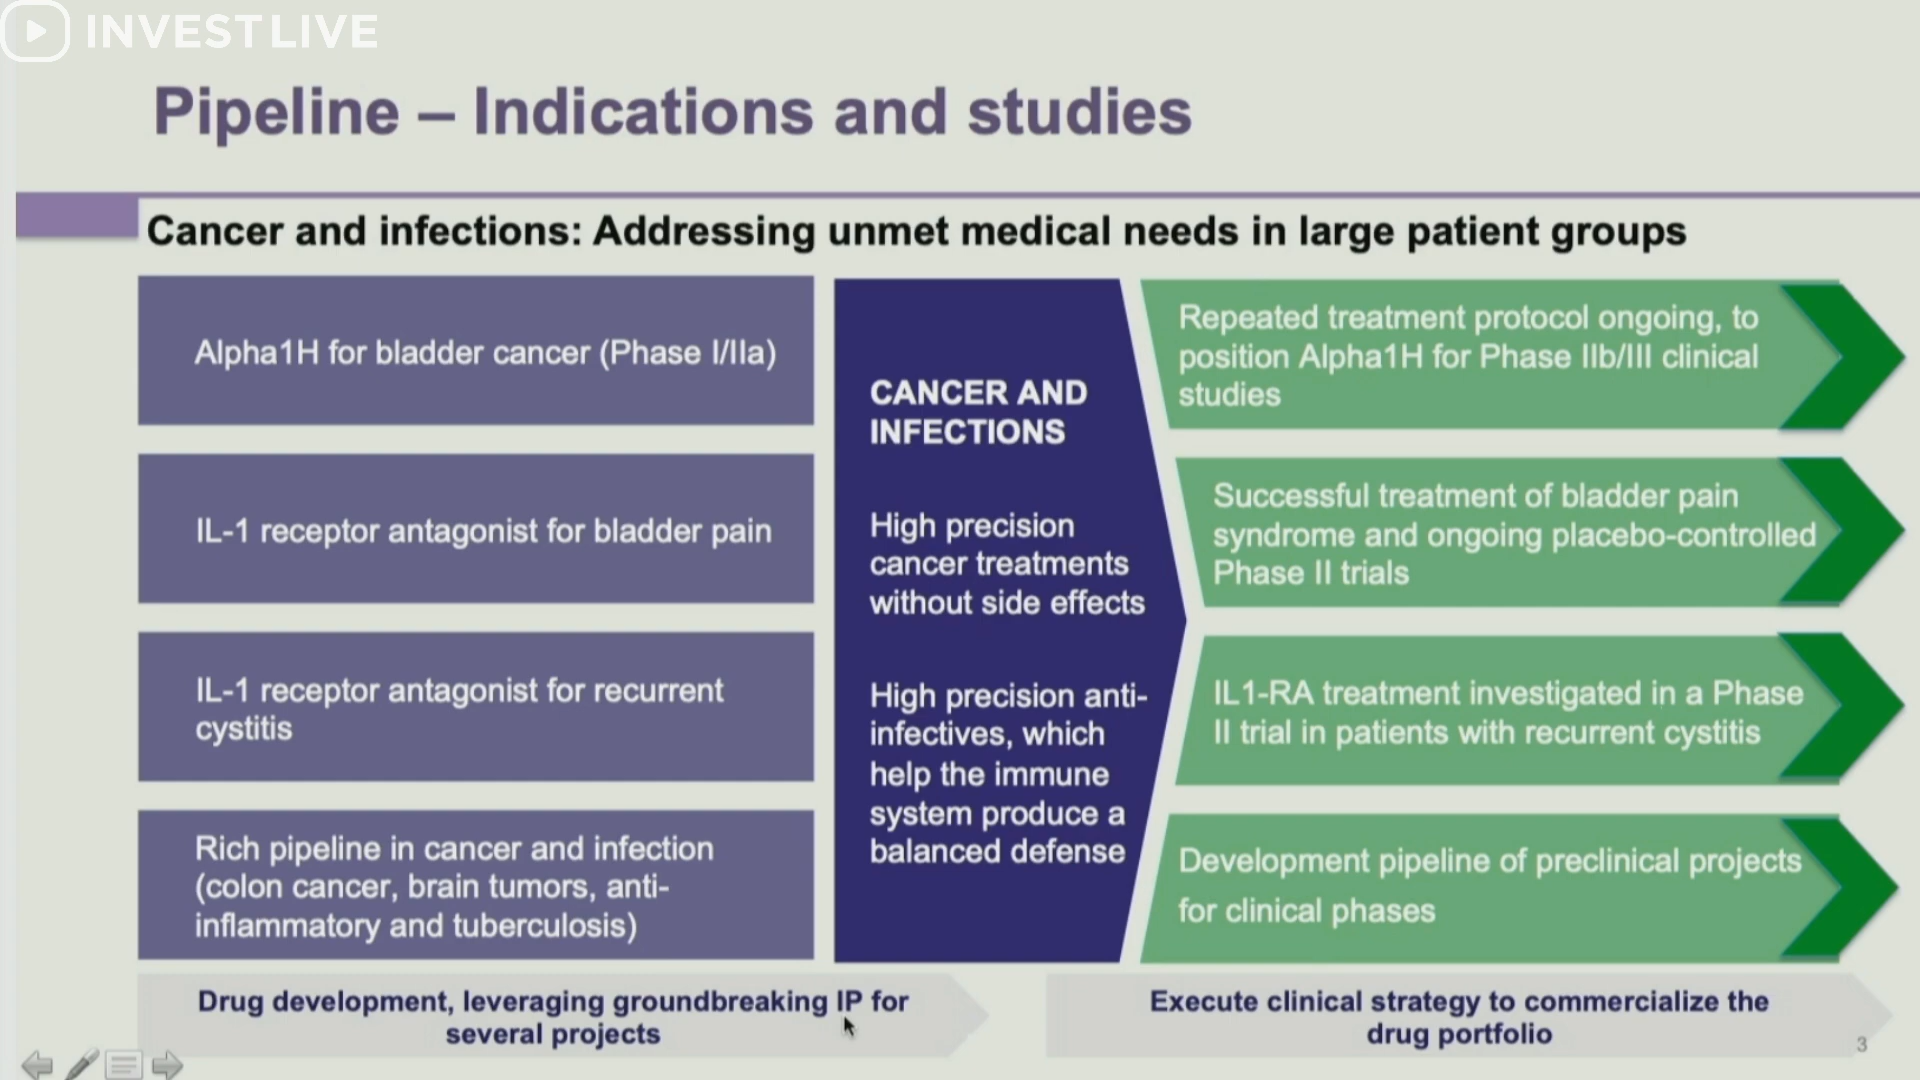 INVESTLIVE
Pipeline – Indications and studies
Cancer and infections: Addressing unmet medical needs in large patient groups
Alpha1H for bladder cancer (Phase I/IIa)
IL-1 receptor antagonist for bladder pain
IL-1 receptor antagonist for recurrent
cystitis
Rich pipeline in cancer and infection
(colon cancer, brain tumors, anti-
inflammatory and tuberculosis)
CANCER AND
INFECTIONS
High precision
cancer treatments
without side effects
High precision anti-
infectives, which
help the immune
system produce a
balanced defense
Repeated treatment protocol ongoing, to
position Alpha1H for Phase IIb/III clinical
studies
Successful treatment of bladder pain
syndrome and ongoing placebo-controlled
Phase II trials
IL1-RA treatment investigated in a Phase
II trial in patients with recurrent cystitis
Development pipeline of preclinical projects
for clinical phases
Drug development, leveraging groundbreaking IP for
several projects
Execute clinical strategy to commercialize the
drug portfolio
3